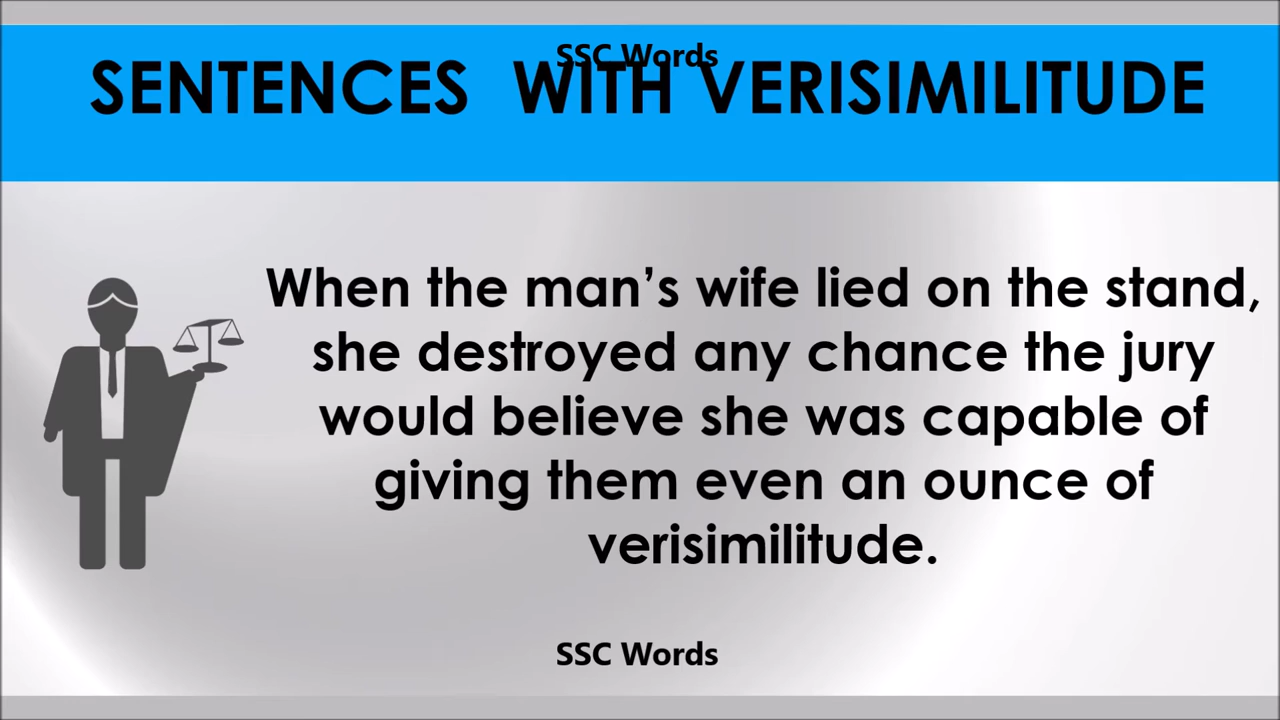 SSC Words
SENTENCES WITH VERISIMILITUDE
When the man’s wife lied on the stand,
she destroyed any chance the jury
would believe she was capable of
giving them even an ounce of
verisimilitude.
SSC Words